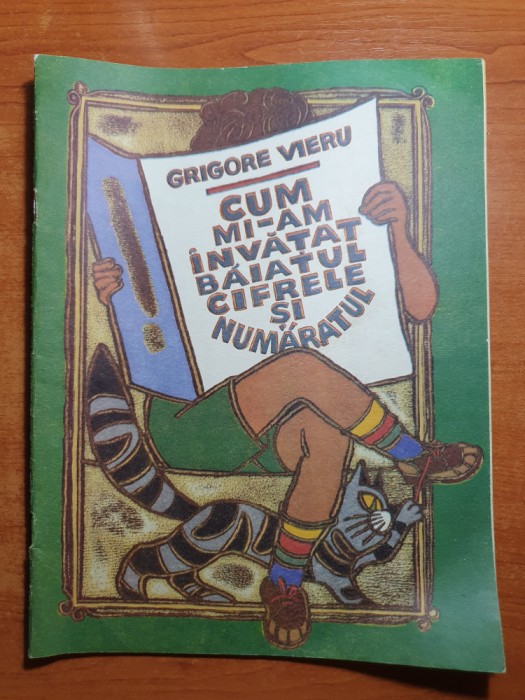 GRIGORE VIERU
CUM
MI-AM
ÎNVĂȚAT
BĂIATUL
CIFRELE
ȘI
NUMĂRATUL
!